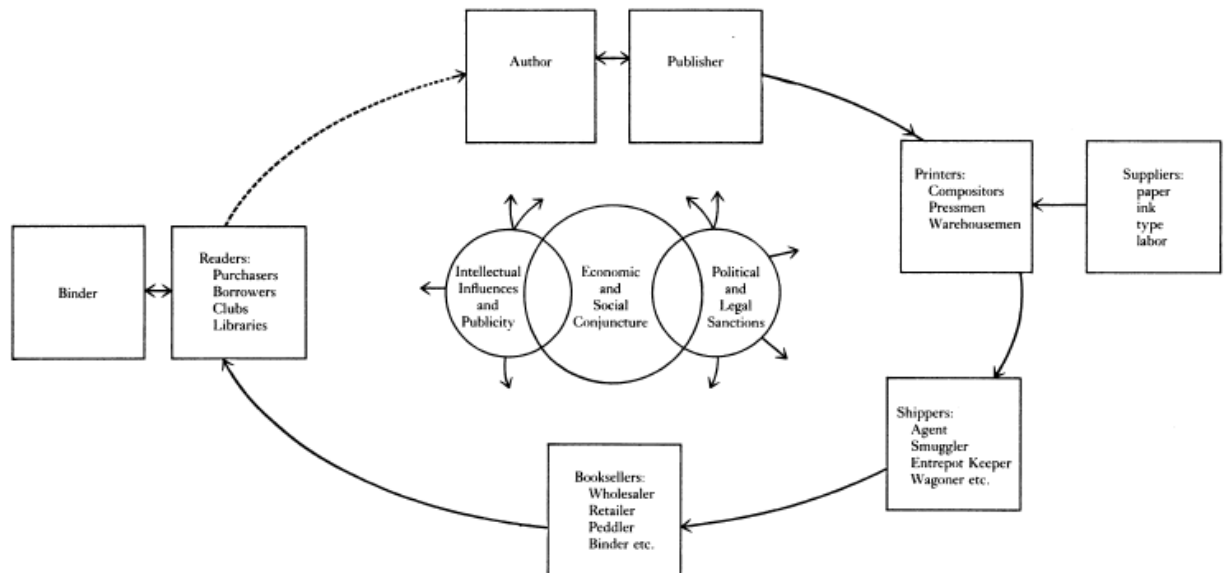 Author
Publisher
Printers:
Compositors
Pressmen
Warehousemen
Suppliers:
paper
ink
type
labor
Binder
Readers:
Purchasers
Borrowers
Clubs
Libraries
Intellectual
Influences
and
Publicity
Economic
and
Social
Conjuncture
Political
and
Legal
Sanctions
Shippers:
Agent
Smuggler
Entrepot Keeper
Wagoner etc.
Booksellers:
Wholesaler
Retailer
Peddler
Binder etc.